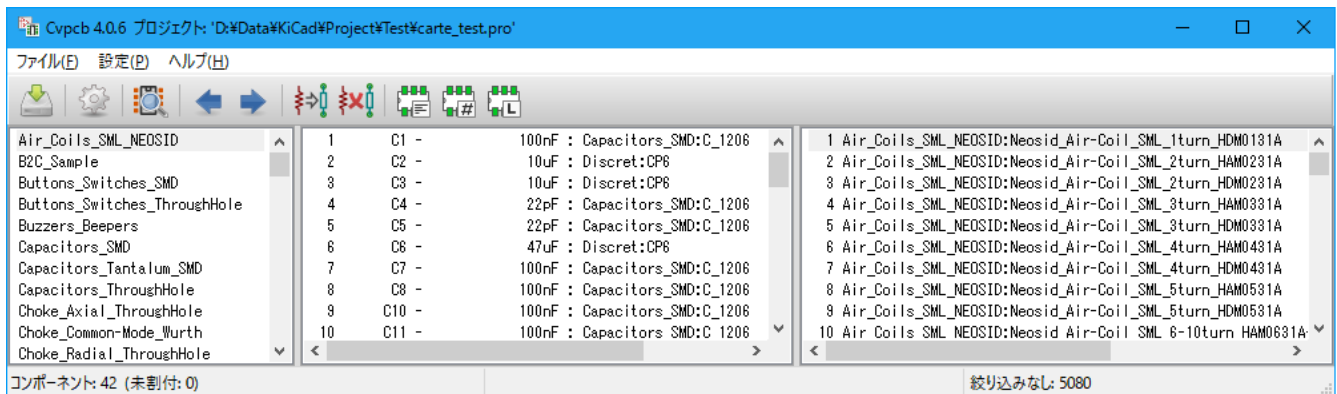 Cvpcb 4.0.6 プロジェクト: 'D:¥Data¥KiCad¥Project¥Test¥carte_test.pro'
ファイル(F) 設定(P) ヘルプ(H)
Air_Coils_SML_NEOSID
B2C_Sample
Buttons_Switches_SMD
Buttons_Switches_ThroughHole
Buzzers_Beepers
Capacitors_SMD
Capacitors_Tantalum_SMD
Capacitors_ThroughHole
Choke_Axial_ThroughHole
Choke_Common-Mode_Wurth
Choke_Radial_ThroughHole
1 C1 - 100nF : Capacitors_SMD:C_1206
2 C2 - 10uF : Discret:CP6
3 C3 - 10uF : Discret:CP6
4 C4 - 22pF : Capacitors_SMD:C_1206
5 C5 - 22pF : Capacitors_SMD:C_1206
6 C6 - 47uF : Discret:CP6
7 C7 - 100nF : Capacitors_SMD:C_1206
8 C8 - 100nF : Capacitors_SMD:C_1206
9 C10 - 100nF : Capacitors_SMD:C_1206
10 C11 - 100nF : Capacitors_SMD:C_1206
1 Air_Coils_SML_NEOSID:Neosid_Air-Coil_SML_1turn_HDM0131A
2 Air_Coils_SML_NEOSID:Neosid_Air-Coil_SML_2turn_HAM0231A
3 Air_Coils_SML_NEOSID:Neosid_Air-Coil_SML_2turn_HDM0231A
4 Air_Coils_SML_NEOSID:Neosid_Air-Coil_SML_3turn_HAM0331A
5 Air_Coils_SML_NEOSID:Neosid_Air-Coil_SML_3turn_HDM0331A
6 Air_Coils_SML_NEOSID:Neosid_Air-Coil_SML_4turn_HAM0431A
7 Air_Coils_SML_NEOSID:Neosid_Air-Coil_SML_4turn_HDM0431A
8 Air_Coils_SML_NEOSID:Neosid_Air-Coil_SML_5turn_HAM0531A
9 Air_Coils_SML_NEOSID:Neosid_Air-Coil_SML_5turn_HDM0531A
10 Air_Coils_SML_NEOSID:Neosid_Air-Coil_SML_6-10turn_HAM0631A-
コンポーネント: 42 (未割付: 0)
絞り込みなし: 5080